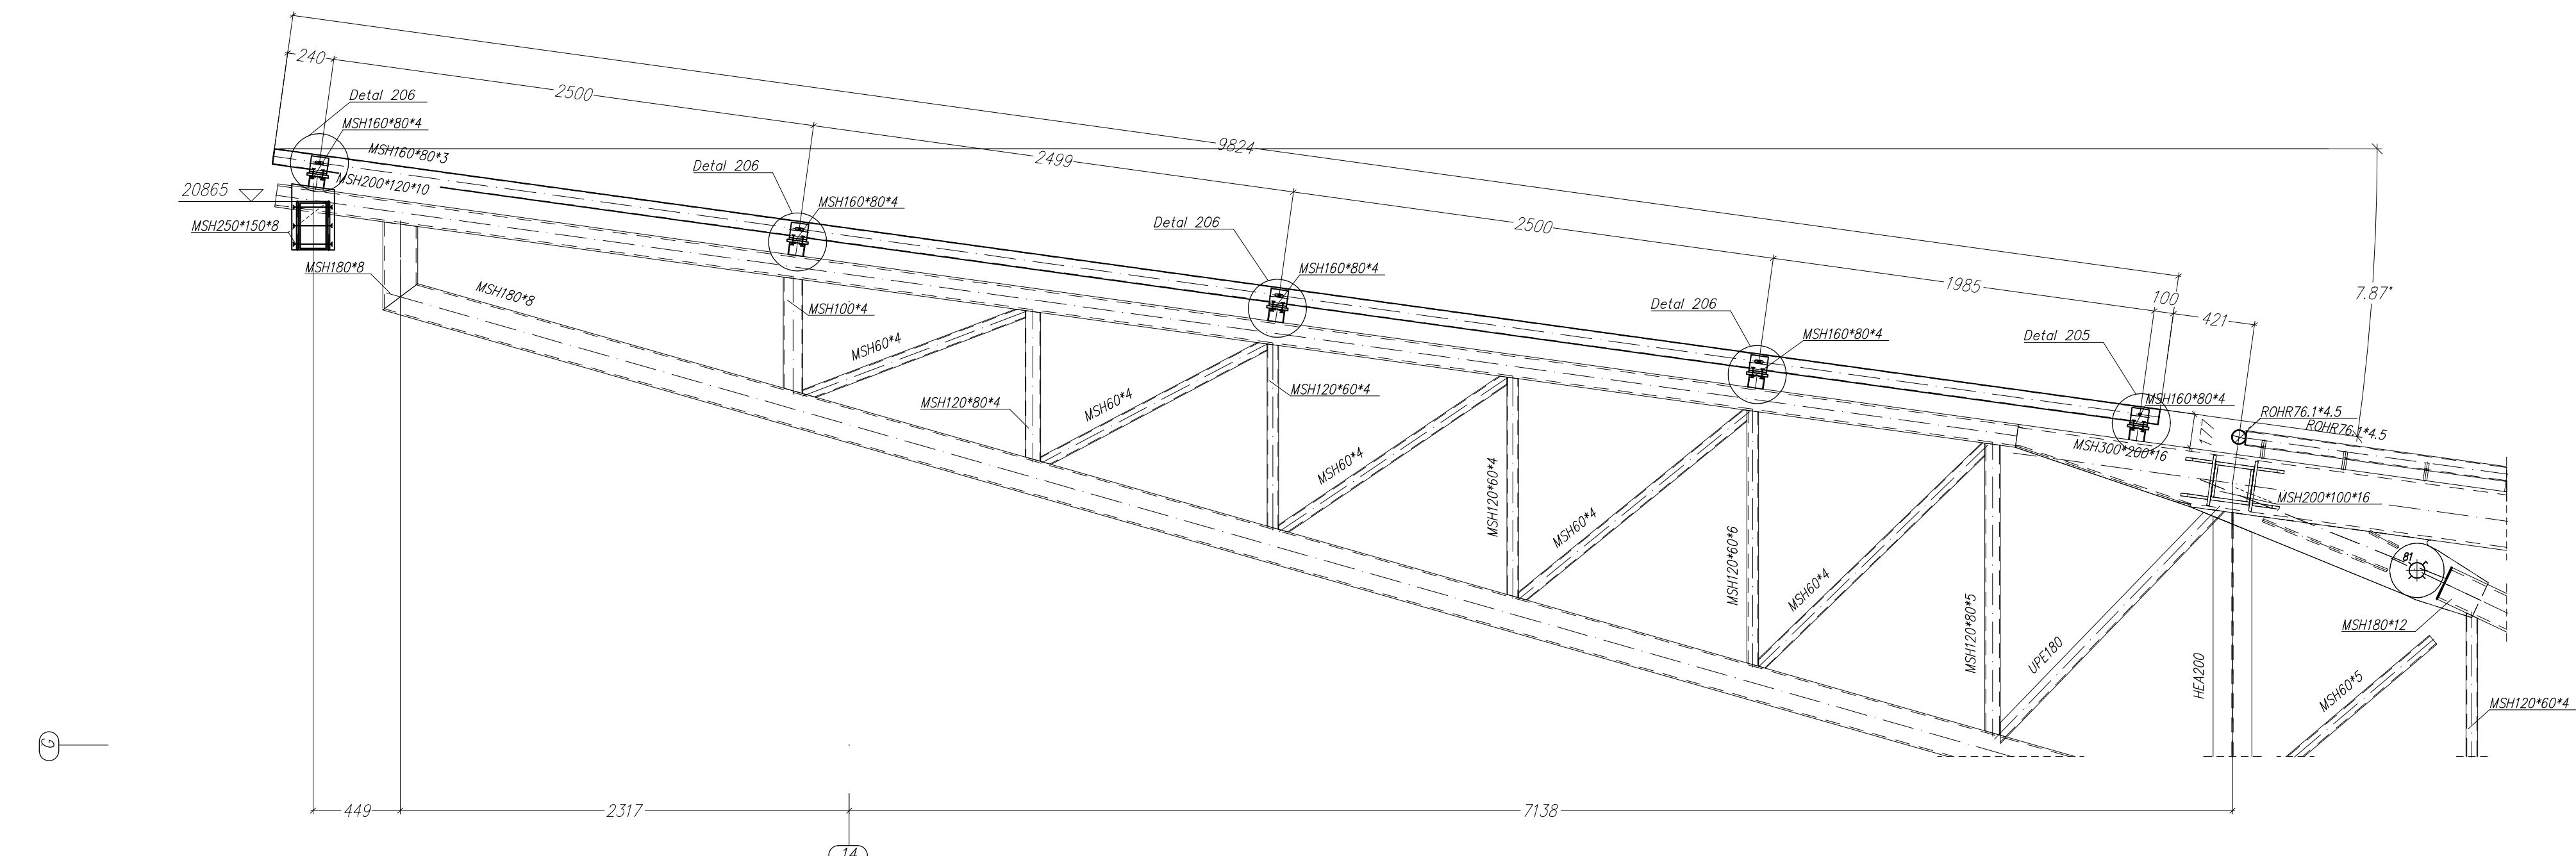 240
2500
Detal 206
MSH160*80*4
MSH160*80*3
MSH200*120*10
20865
MSH250*150*8
MSH180*8
MSH180*8
Detal 206
MSH160*80*4
2499
9824
MSH100*4
MSH60*4
MSH120*80*4
Detal 206
MSH160*80*4
MSH120*60*4
MSH60*4
2500
MSH60*4
MSH120*60*4
Detal 206
MSH160*80*4
1985
MSH60*4
MSH120*60*6
100
421
7.87°
Detal 205
MSH160*80*4
177
ROHR76.1*4.5
ROHR76.1*4.5
MSH300*200*16
MSH200*100*16
MSH60*4
MSH120*80*5
UPE180
HEA200
81
MSH180*12
MSH60*5
MSH120*60*4
G
449
2317
7138
14